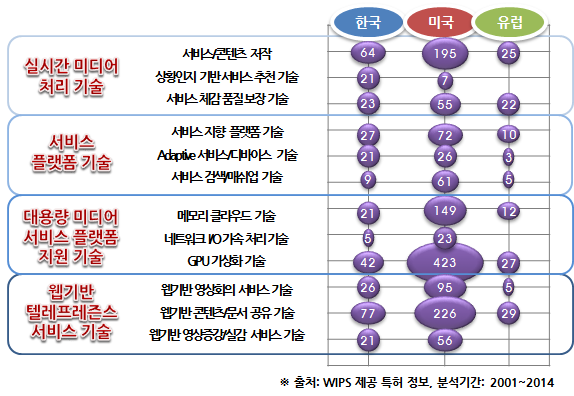 한국 미국 유럽
실시간 미디어
처리 기술
서비스/콘텐츠 저작 64 195 25
상황인지 기반 서비스 추천 기술 21 7
서비스 체감 품질 보장 기술 23 55 22
서비스
플랫폼 기술
서비스 지향 플랫폼 기술 27 72 10
Adaptive 서비스/디바이스 기술 21 26 3
서비스 검색/매쉬업 기술 9 61 5
대용량 미디어
서비스 플랫폼
지원 기술
메모리 클라우드 기술 21 149 12
네트워크 I/O 가속 처리 기술 5 23
GPU 가상화 기술 42 423 27
웹기반
텔레프레즌스
서비스 기술
웹기반 영상회의 서비스 기술 26 95 5
웹기반 콘텐츠/문서 공유 기술 77 226 29
웹기반 영상증강/실감 서비스 기술 21 56
※ 출처: WIPS 제공 특허 정보, 분석기간: 2001~2014